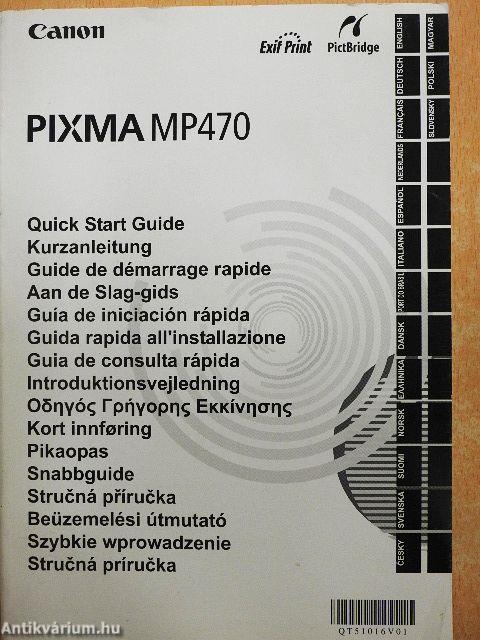 Canon
Exif Print
PictBridge
PIXMA MP470
Quick Start Guide
Kurzanleitung
Guide de démarrage rapide
Aan de Slag-gids
Guía de iniciación rápida
Guida rapida all'installazione
Guia de consulta rápida
Introduktionsvejledning
Οδηγός Γρήγορης Εκκίνησης
Kort innføring
Pikaopas
Snabbguide
Stručná příručka
Beüzemelési útmutató
Szybkie wprowadzenie
Stručná príručka
ENGLISH
DEUTSCH
FRANÇAIS
NEDERLANDS
ESPAÑOL
ITALIANO
PORT.DO BRASIL
DANSK
ΕΛΛΗΝΙΚΑ
NORSK
SUOMI
SVENSKA
ČESKY
MAGYAR
POLSKI
SLOVENSKY
QT51016V01
Antikvárium.hu